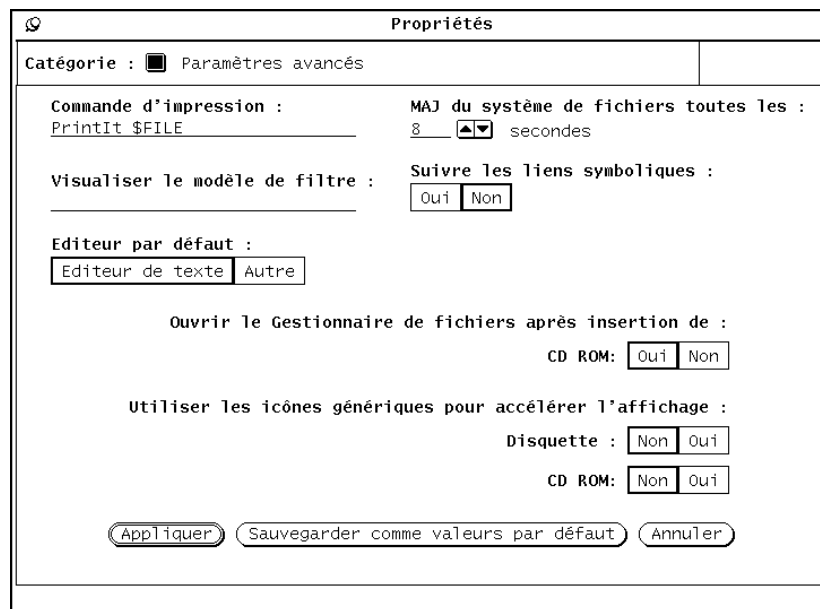 Propriétés
Catégorie : Paramètres avancés
Commande d'impression :
PrintIt $FILE
MAJ du système de fichiers toutes les :
8 secondes
Visualiser le modèle de filtre :
Suivre les liens symboliques :
Oui Non
Editeur par défaut :
Editeur de texte Autre
Ouvrir le Gestionnaire de fichiers après insertion de :
CD ROM: Oui Non
Utiliser les icônes génériques pour accélérer l'affichage :
Disquette : Non Oui
CD ROM: Non Oui
Appliquer Sauvegarder comme valeurs par défaut Annuler